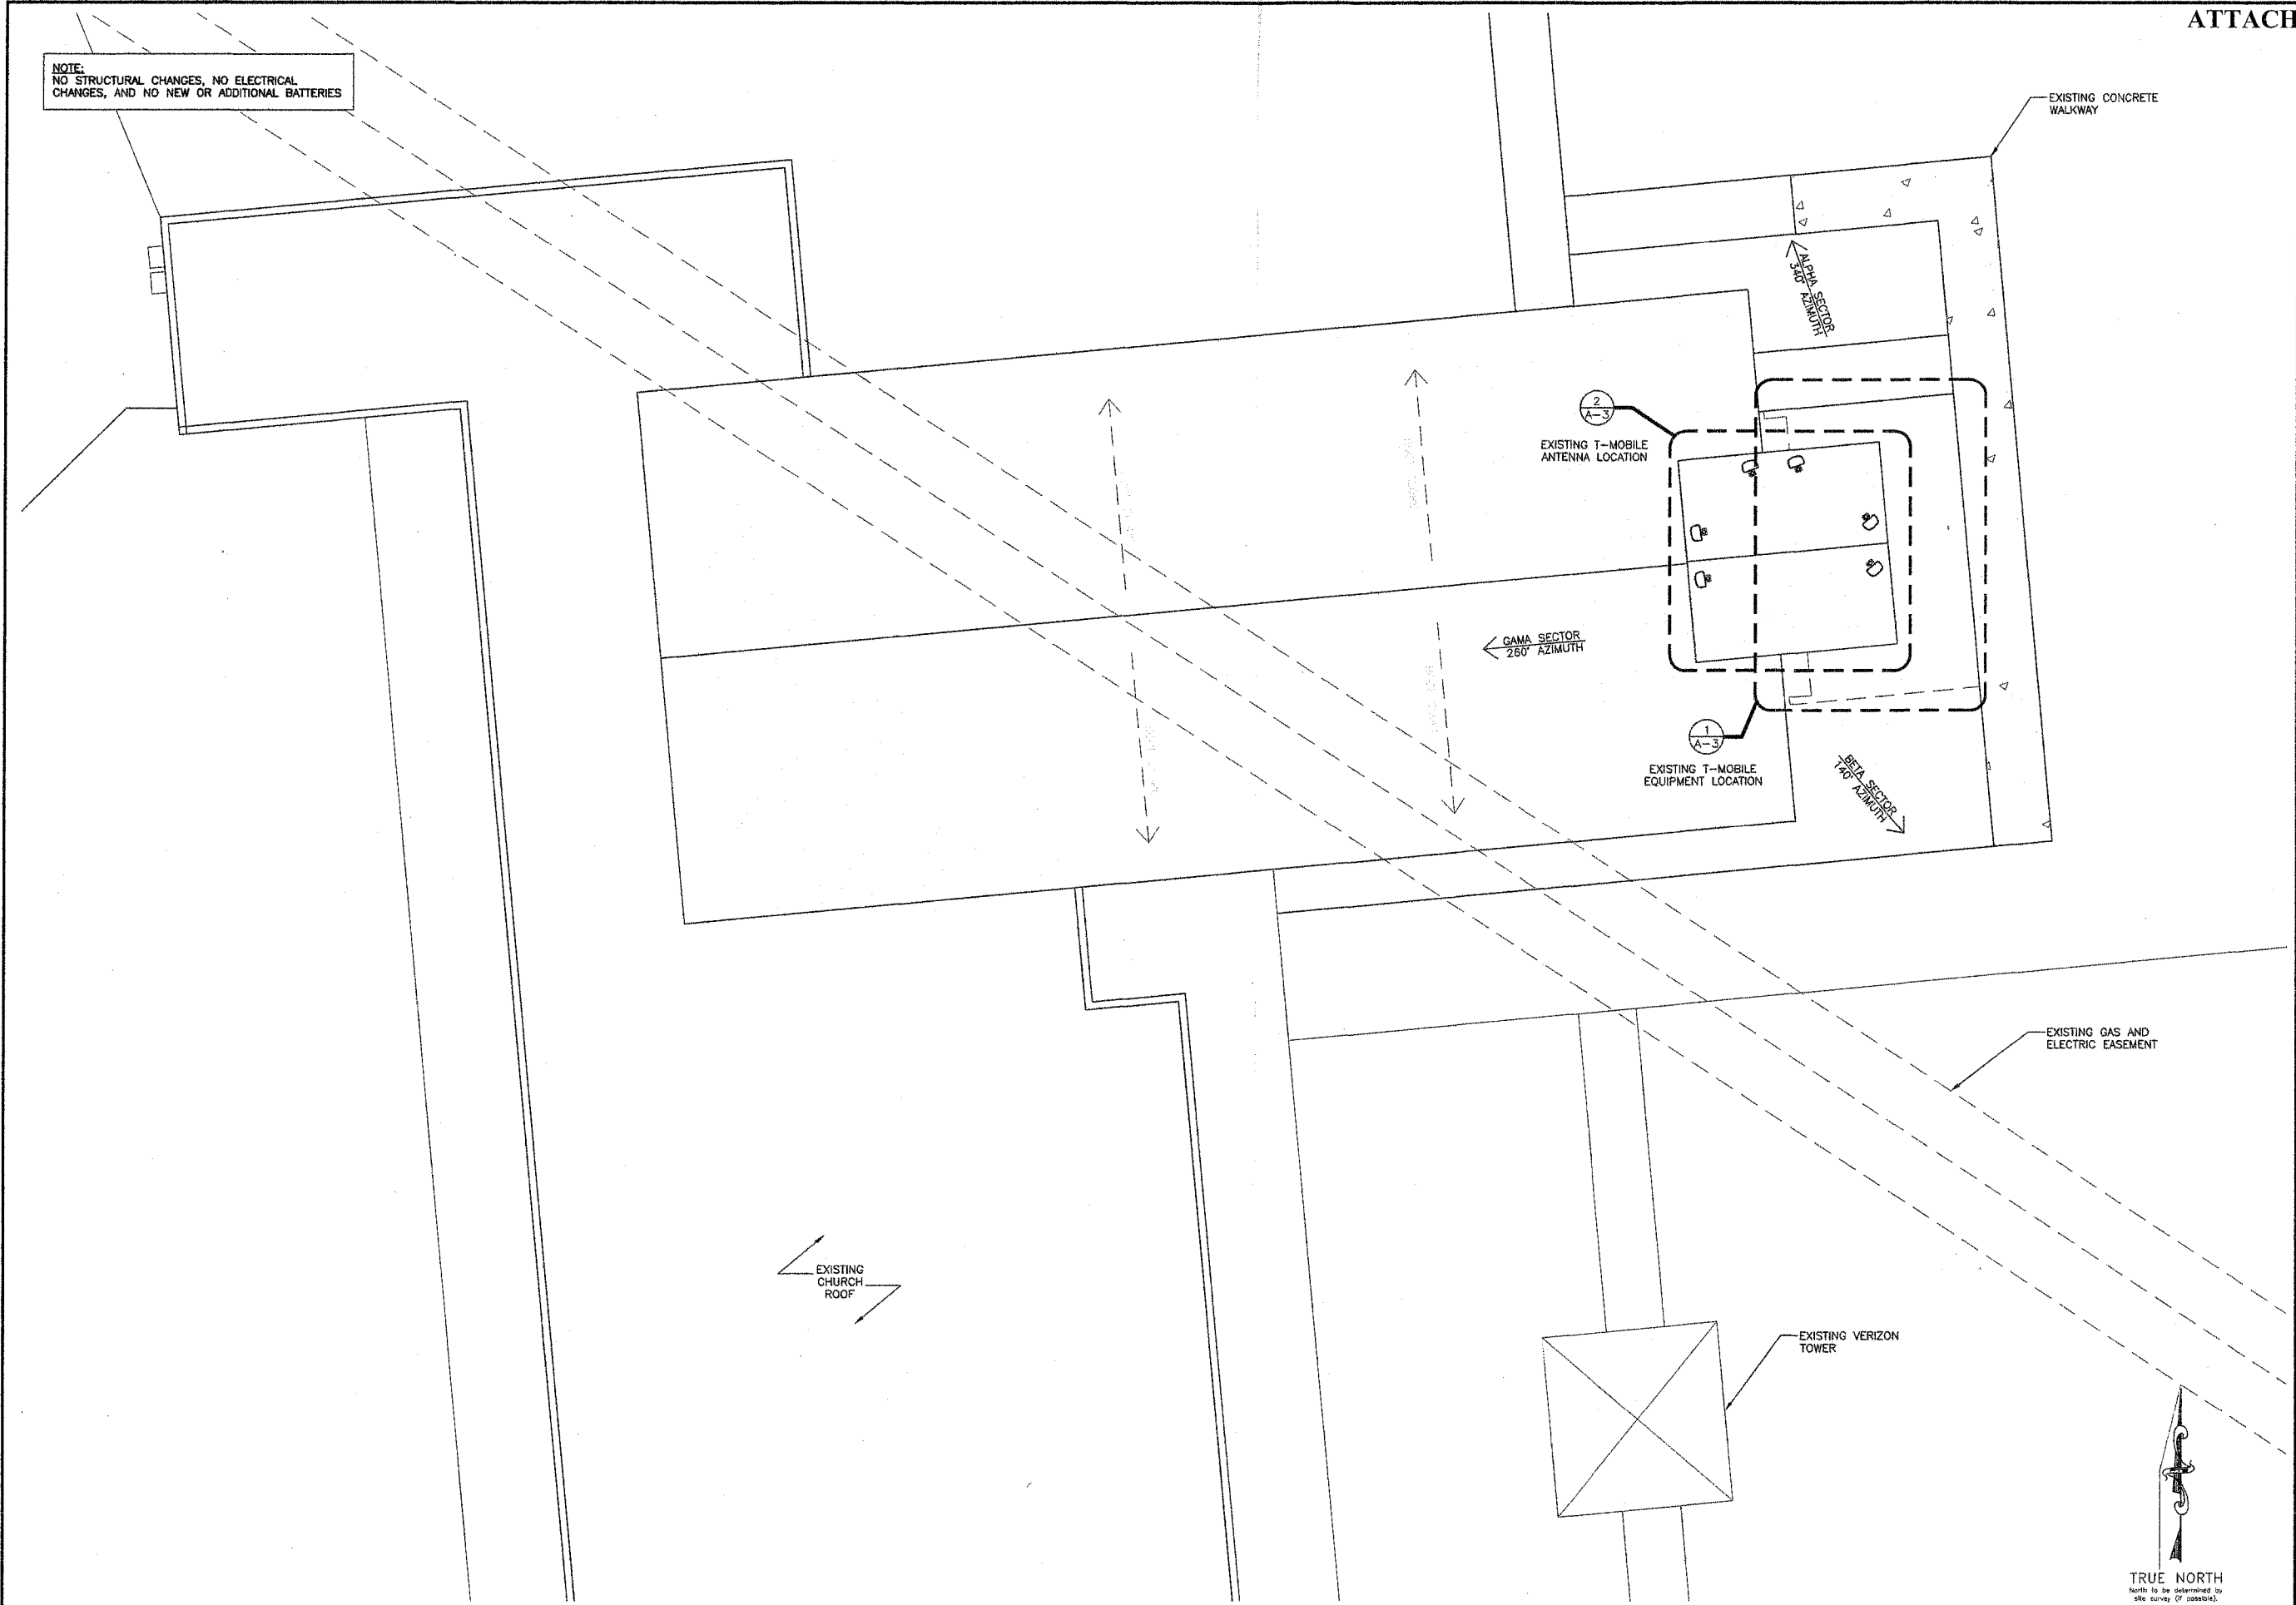 ATTACH
NOTE:
NO STRUCTURAL CHANGES, NO ELECTRICAL
CHANGES, AND NO NEW OR ADDITIONAL BATTERIES
EXISTING CONCRETE
WALKWAY
ALPHA SECTOR
340° AZIMUTH
2
A-3
EXISTING T-MOBILE
ANTENNA LOCATION
GAMA SECTOR
260° AZIMUTH
1
A-3
EXISTING T-MOBILE
EQUIPMENT LOCATION
BETA SECTOR
140° AZIMUTH
EXISTING GAS AND
ELECTRIC EASEMENT
EXISTING
CHURCH
ROOF
EXISTING VERIZON
TOWER
TRUE NORTH
North to be determined by
site survey (if possible).